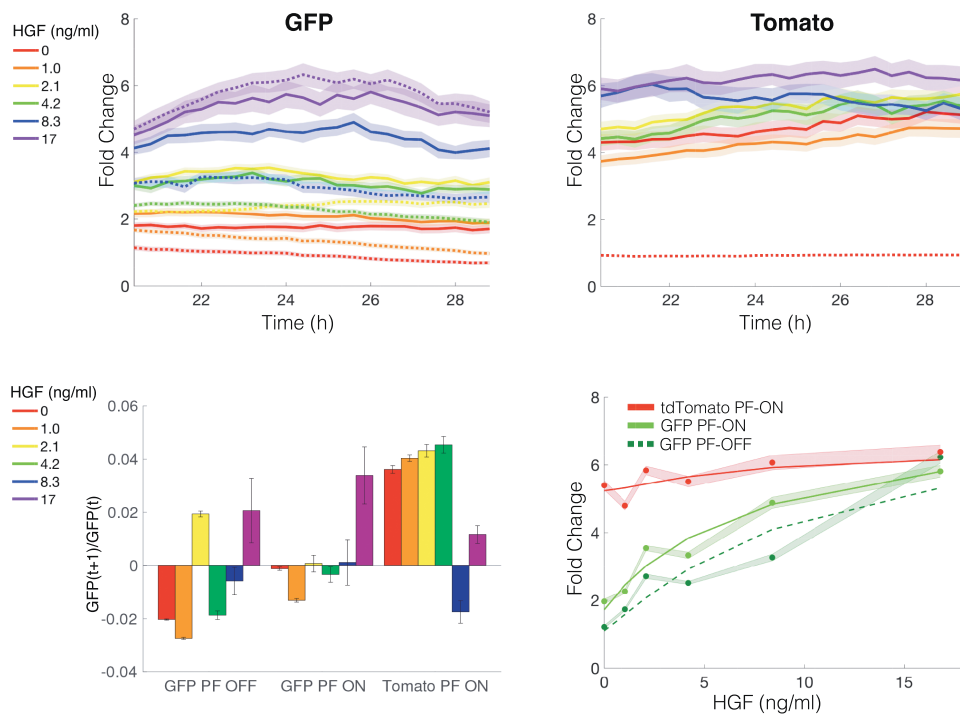 HGF (ng/ml)
0
1.0
2.1
4.2
8.3
17
GFP
Fold Change
8
6
4
2
0
22
24
26
28
Time (h)
Tomato
Fold Change
8
6
4
2
0
22
24
26
28
Time (h)
HGF (ng/ml)
0
1.0
2.1
4.2
8.3
17
GFP(t+1)/GFP(t)
0.06
0.04
0.02
0
-0.02
-0.04
GFP PF OFF
GFP PF ON
Tomato PF ON
tdTomato PF-ON
GFP PF-ON
GFP PF-OFF
Fold Change
8
6
4
2
0
0
5
10
15
HGF (ng/ml)